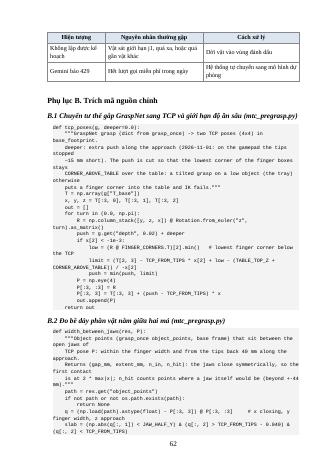 Hiện tượng Nguyên nhân thường gặp Cách xử lý
Không lập được kế hoạch Vật sát giới hạn j1, quá xa, hoặc quá gần vật khác Dời vật vào vùng đánh dấu
Gemini báo 429 Hết lượt gọi miễn phí trong ngày Hệ thống tự chuyển sang mô hình dự phòng
Phụ lục B. Trích mã nguồn chính
B.1 Chuyển tư thế gắp GraspNet sang TCP và giới hạn độ ăn sâu (mtc_pregrasp.py)
def tcp_poses(g, deeper=0.0):
"""GraspNet grasp (dict from grasp_once) -> two TCP poses (4x4) in
base_footprint.
deeper: extra push along the approach (2026-11-01: on the gamepad the tips
stopped
~15 mm short). The push is cut so that the lowest corner of the finger boxes
stays
CORNER_ABOVE_TABLE over the table: a tilted grasp on a low object (the tray)
otherwise
puts a finger corner into the table and IK fails."""
T = np.array(g["T_base"])
x, y, z = T[:3, 0], T[:3, 1], T[:3, 2]
out = []
for turn in (0.0, np.pi):
R = np.column_stack([y, z, x]) @ Rotation.from_euler("z",
turn).as_matrix()
push = g.get("depth", 0.02) + deeper
if x[2] < -1e-3:
low = (R @ FINGER_CORNERS.T)[2].min() # lowest finger corner below
the TCP
limit = (T[2, 3] - TCP_FROM_TIPS * x[2] + low - (TABLE_TOP_Z +
CORNER_ABOVE_TABLE)) / -x[2]
push = min(push, limit)
P = np.eye(4)
P[:3, :3] = R
P[:3, 3] = T[:3, 3] + (push - TCP_FROM_TIPS) * x
out.append(P)
return out
B.2 Đo bề dày phần vật nằm giữa hai má (mtc_pregrasp.py)
def width_between_jaws(res, P):
"""Object points (grasp_once object_points, base frame) that sit between the
open jaws of
TCP pose P: within the finger width and from the tips back 40 mm along the
approach.
Returns (gap_mm, extent_mm, n_in, n_hit): the jaws close symmetrically, so the
first contact
is at 2 * max|x|; n_hit counts points where a jaw itself would be (beyond +-44
mm)."""
path = res.get("object_points")
if not path or not os.path.exists(path):
return None
q = (np.load(path).astype(float) - P[:3, 3]) @ P[:3, :3] # x closing, y
finger width, z approach
slab = (np.abs(q[:, 1]) < JAW_HALF_Y) & (q[:, 2] > TCP_FROM_TIPS - 0.040) &
(q[:, 2] < TCP_FROM_TIPS)
62